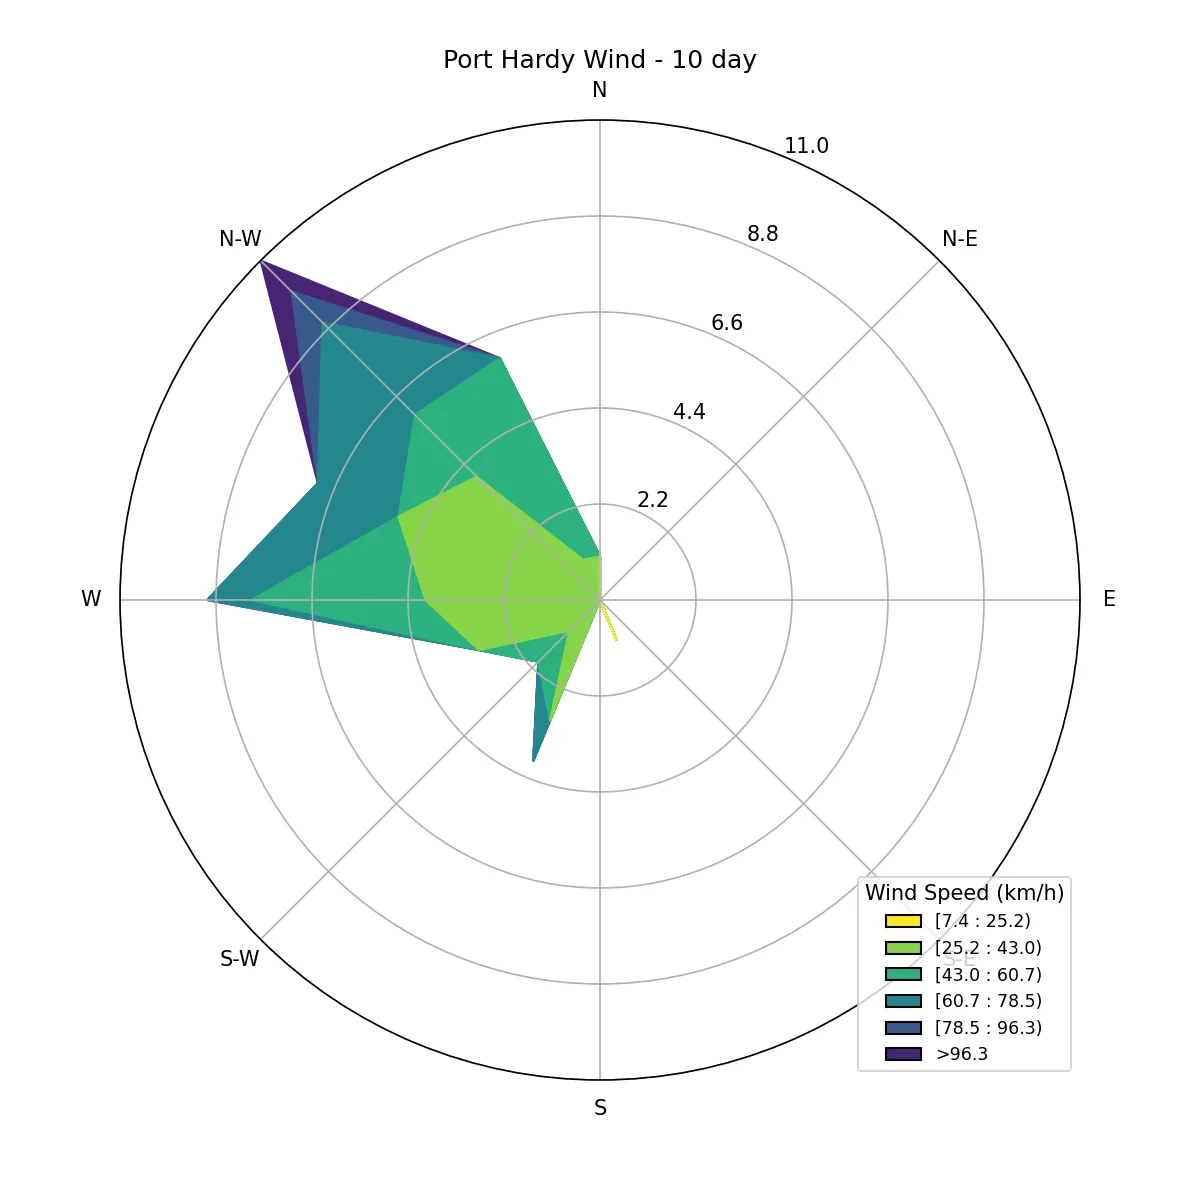 Port Hardy Wind - 10 day
N
11.0
N-W
8.8
N-E
6.6
4.4
2.2
W
E
Wind Speed (km/h)
[7.4 : 25.2)
[25.2 : 43.0)
S-W
S-E
[43.0 : 60.7)
[60.7 : 78.5)
[78.5 : 96.3)
>96.3
S